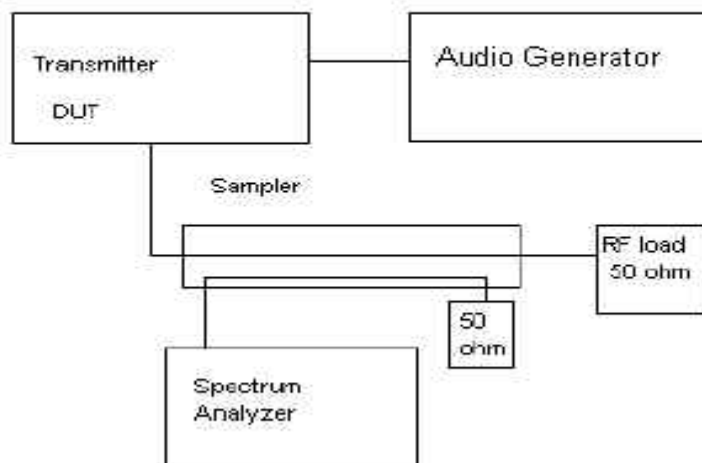 Transmitter
DUT
Audio Generator
Sampler
RF load
50 ohm
50
ohm
Spectrum
Analyzer